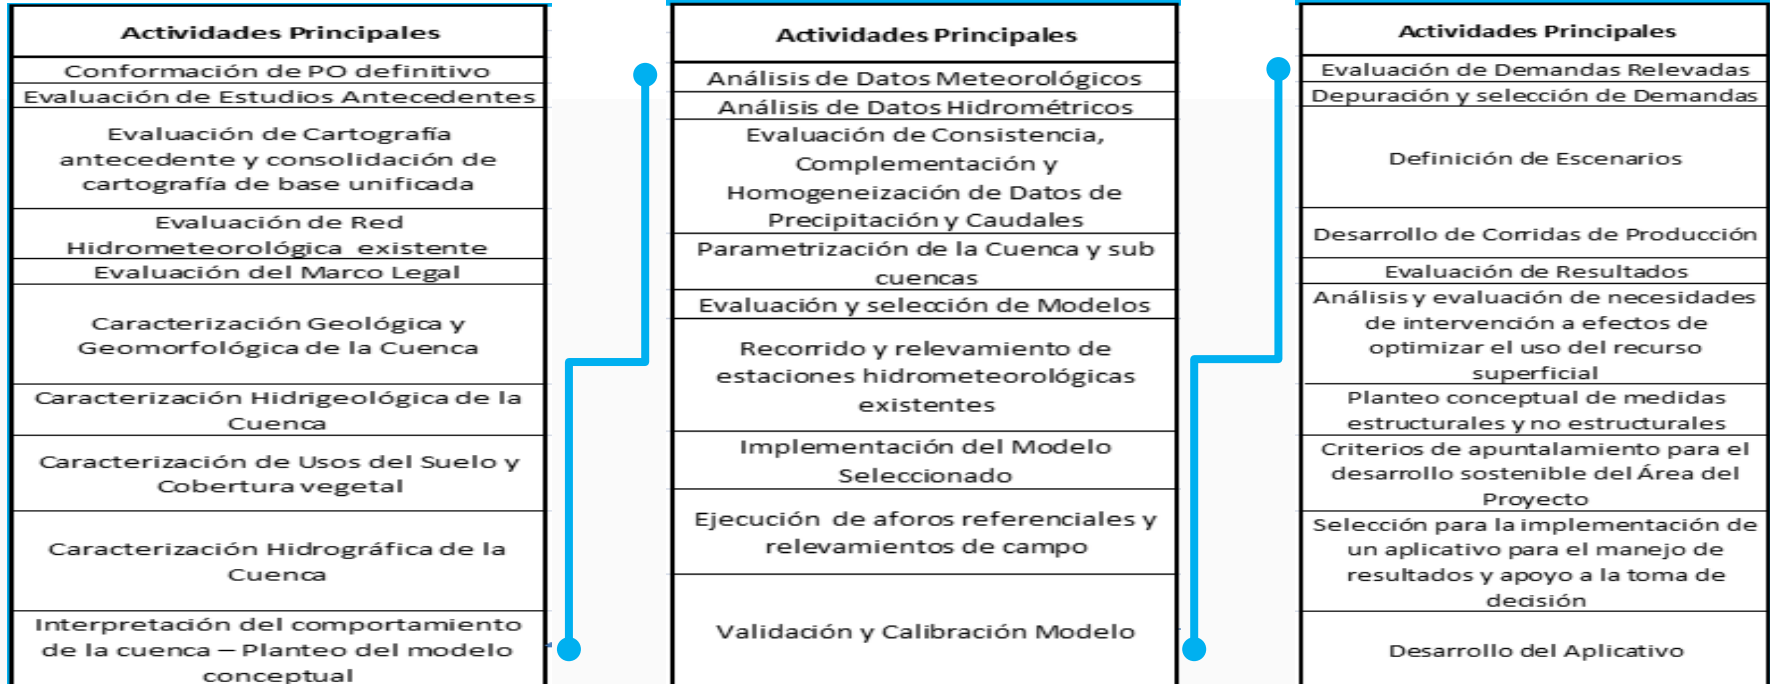 Actividades Principales
Conformación de PO definitivo
Evaluación de Estudios Antecedentes
Evaluación de Cartografía
antecedente y consolidación de
cartografía de base unificada
Evaluación de Red
Hidrometeorológica existente
Evaluación del Marco Legal
Caracterización Geológica y
Geomorfológica de la Cuenca
Caracterización Hidrigeológica de la
Cuenca
Caracterización de Usos del Suelo y
Cobertura vegetal
Caracterización Hidrográfica de la
Cuenca
Interpretación del comportamiento
de la cuenca – Planteo del modelo
conceptual
Actividades Principales
Análisis de Datos Meteorológicos
Análisis de Datos Hidrométricos
Evaluación de Consistencia,
Complementación y
Homogeneización de Datos de
Precipitación y Caudales
Parametrización de la Cuenca y sub
cuencas
Evaluación y selección de Modelos
Recorrido y relevamiento de
estaciones hidrometeorológicas
existentes
Implementación del Modelo
Seleccionado
Ejecución de aforos referenciales y
relevamientos de campo
Validación y Calibración Modelo
Actividades Principales
Evaluación de Demandas Relevadas
Depuración y selección de Demandas
Definición de Escenarios
Desarrollo de Corridas de Producción
Evaluación de Resultados
Análisis y evaluación de necesidades
de intervención a efectos de
optimizar el uso del recurso
superficial
Planteo conceptual de medidas
estructurales y no estructurales
Criterios de apuntalamiento para el
desarrollo sostenible del Área del
Proyecto
Selección para la implementación de
un aplicativo para el manejo de
resultados y apoyo a la toma de
decisión
Desarrollo del Aplicativo